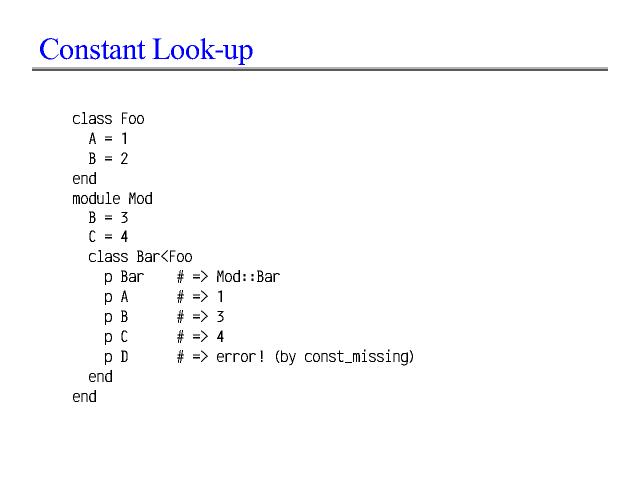 Constant Look-up
class Foo
  A = 1
  B = 2
end
module Mod
  B = 3
  C = 4
  class Bar<Foo
    p Bar    # => Mod::Bar
    p A      # => 1
    p B      # => 3
    p C      # => 4
    p D      # => error! (by const_missing)
  end
end